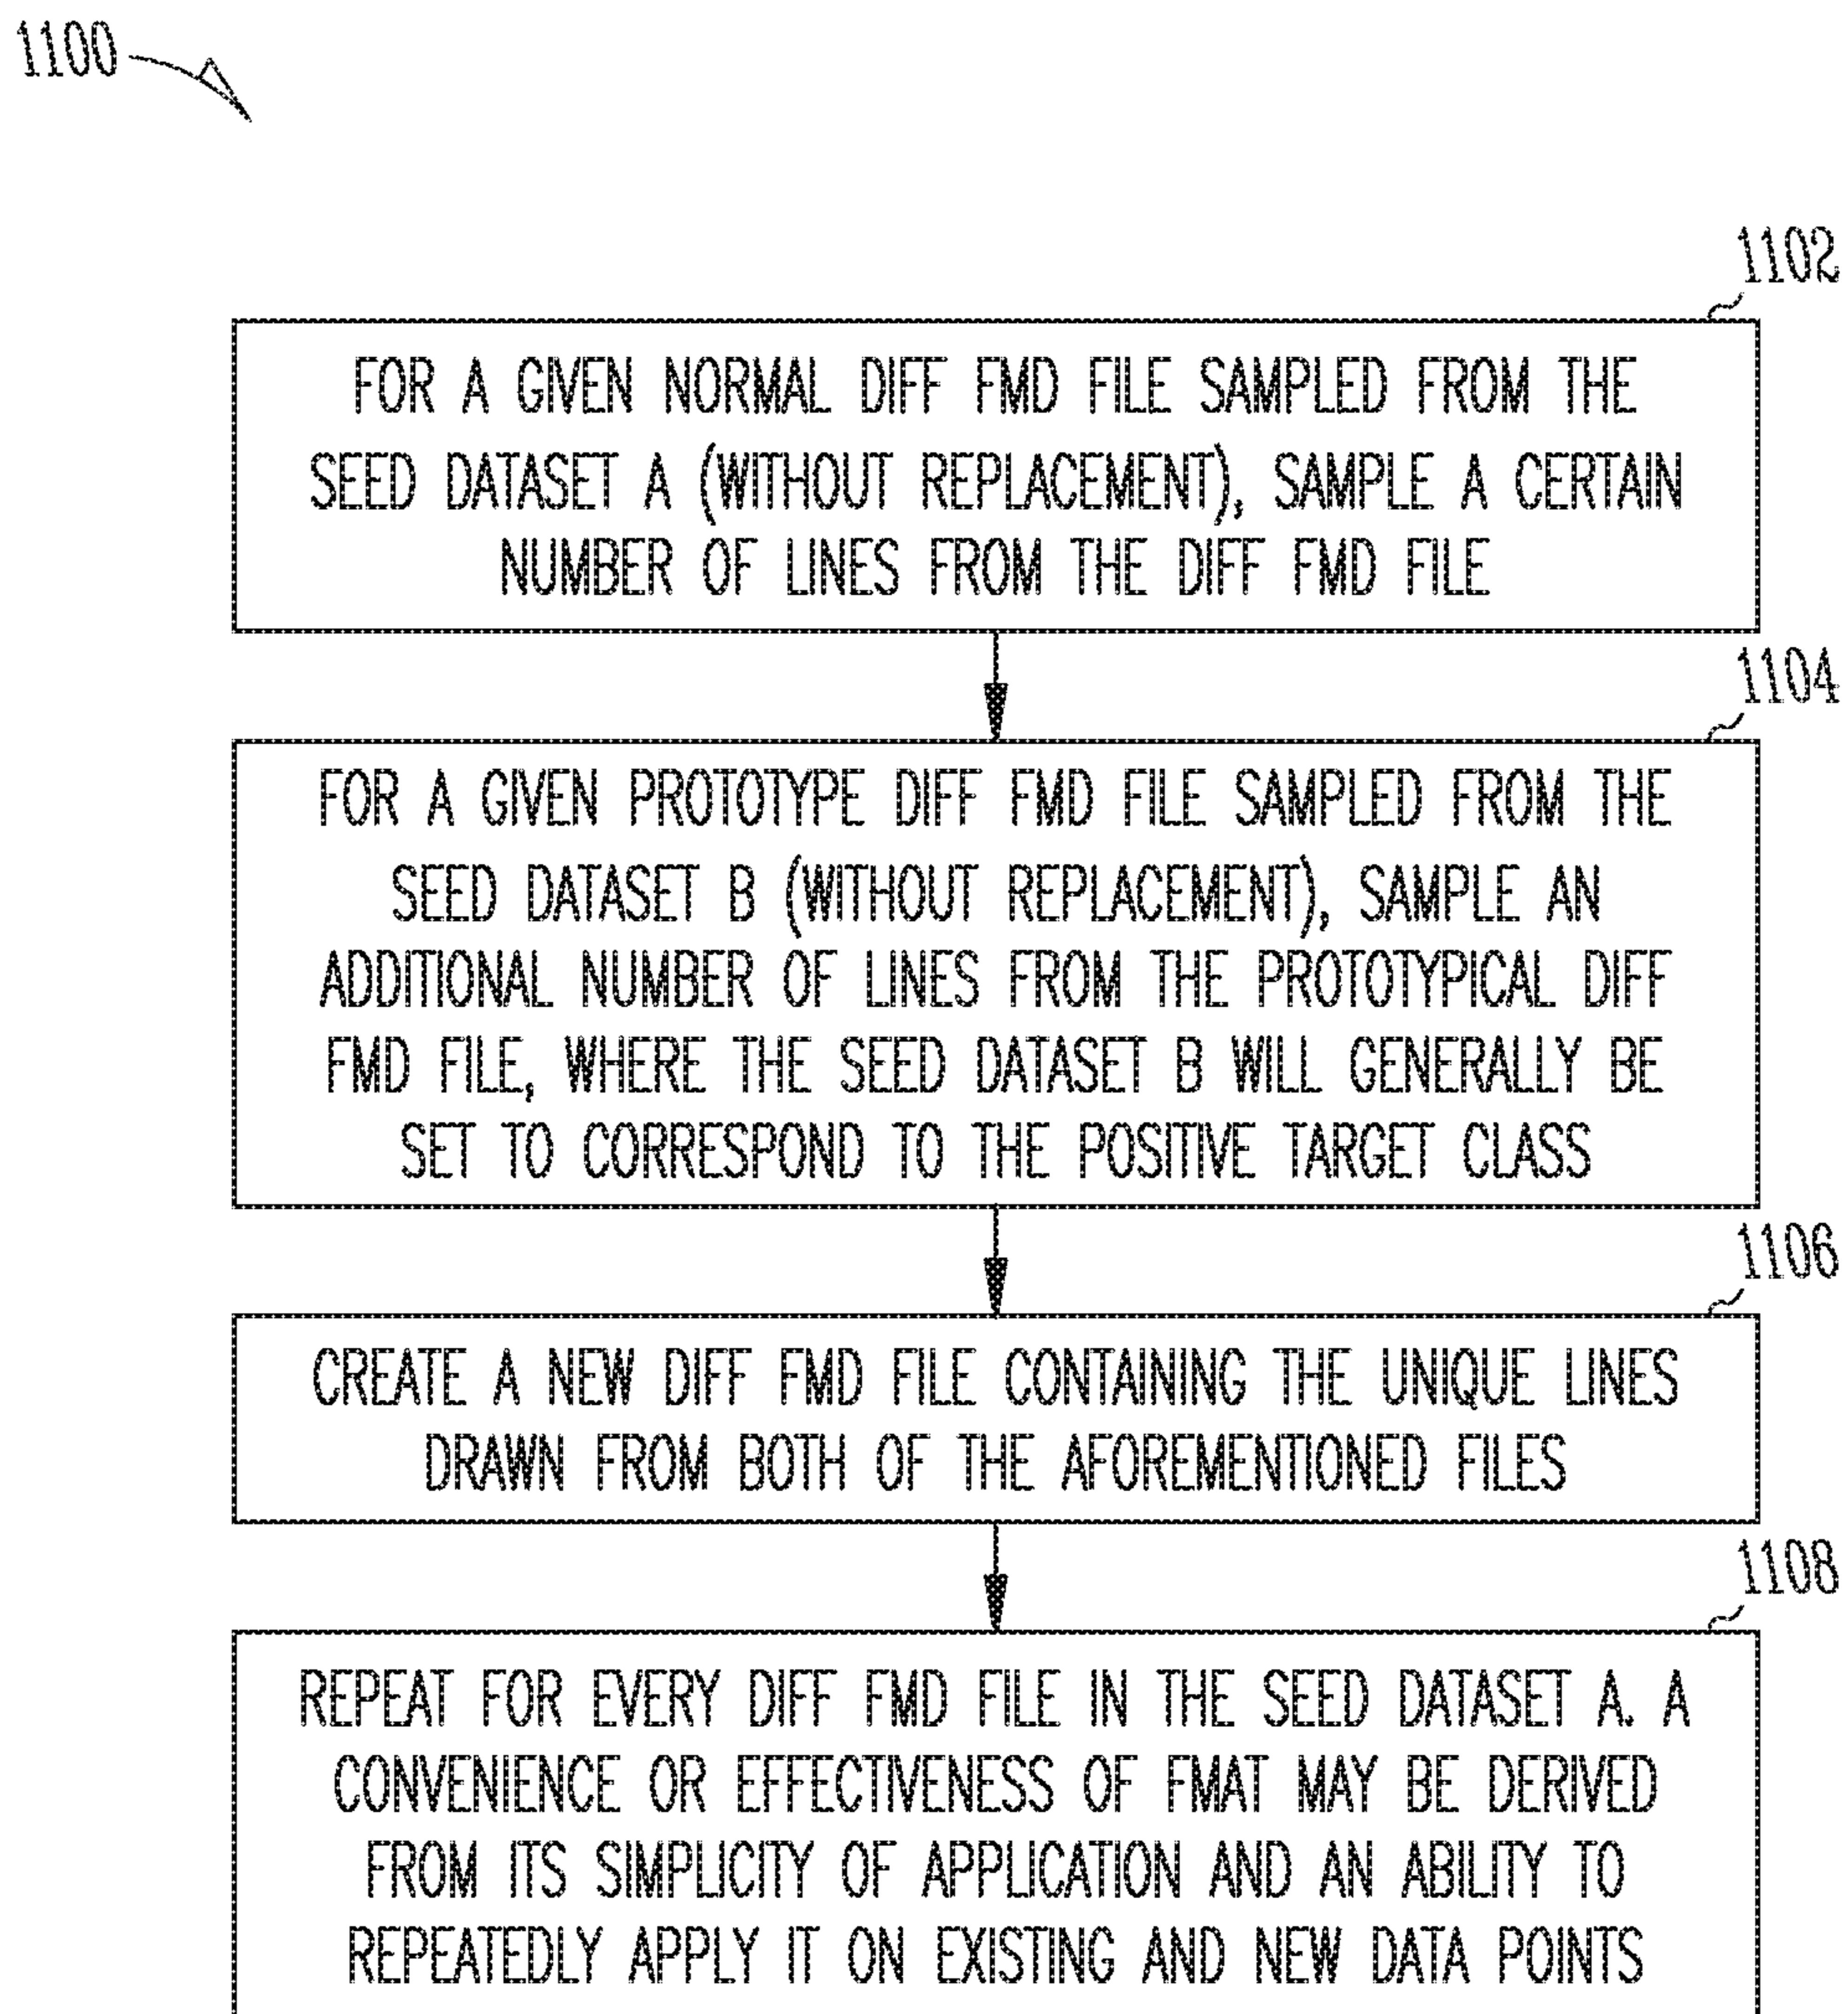 1100
1102
FOR A GIVEN NORMAL DIFF FMD FILE SAMPLED FROM THE
SEED DATASET A (WITHOUT REPLACEMENT), SAMPLE A CERTAIN
NUMBER OF LINES FROM THE DIFF FMD FILE
1104
FOR A GIVEN PROTOTYPE DIFF FMD FILE SAMPLED FROM THE
SEED DATASET B (WITHOUT REPLACEMENT), SAMPLE AN
ADDITIONAL NUMBER OF LINES FROM THE PROTOTYPICAL DIFF
FMD FILE, WHERE THE SEED DATASET B WILL GENERALLY BE
SET TO CORRESPOND TO THE POSITIVE TARGET CLASS
1106
CREATE A NEW DIFF FMD FILE CONTAINING THE UNIQUE LINES
DRAWN FROM BOTH OF THE AFOREMENTIONED FILES
1108
REPEAT FOR EVERY DIFF FMD FILE IN THE SEED DATASET A. A
CONVENIENCE OR EFFECTIVENESS OF FMAT MAY BE DERIVED
FROM ITS SIMPLICITY OF APPLICATION AND AN ABILITY TO
REPEATEDLY APPLY IT ON EXISTING AND NEW DATA POINTS